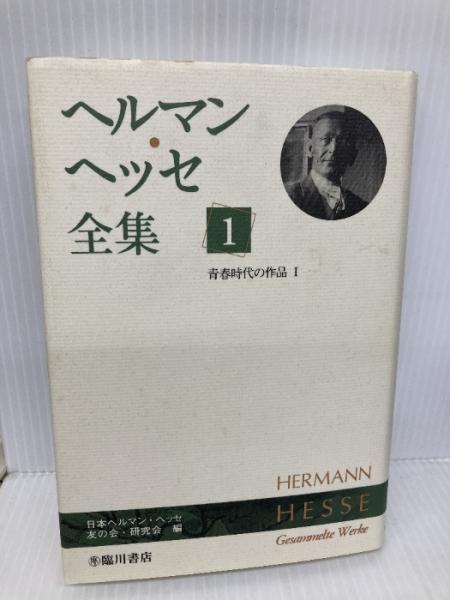 ヘルマン・
ヘッセ
全集 1
青春時代の作品 I
HERMANN
HESSE
Gesammelte Werke
日本ヘルマン・ヘッセ
友の会・研究会 編
臨川書店